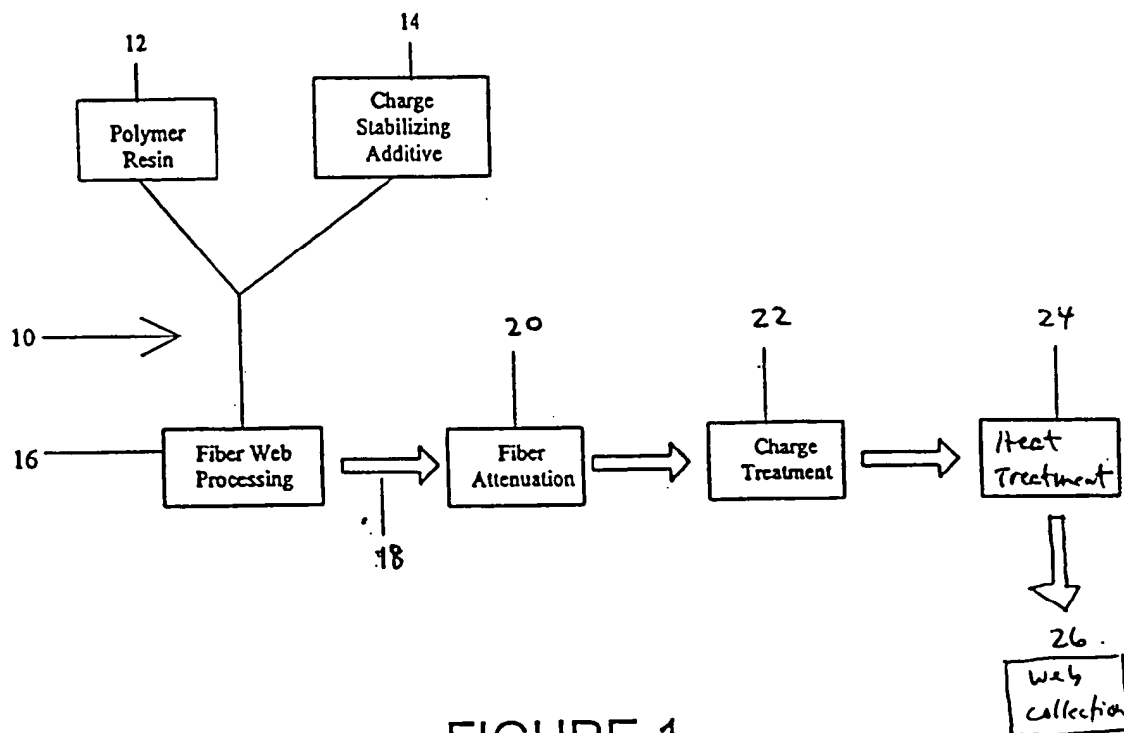 12
14
Polymer
Resin
Charge
Stabilizing
Additive
10
20
22
24
16
Fiber Web
Processing
Fiber
Attenuation
Charge
Treatment
Heat
Treatment
18
26
web
collection
FIGURE 1